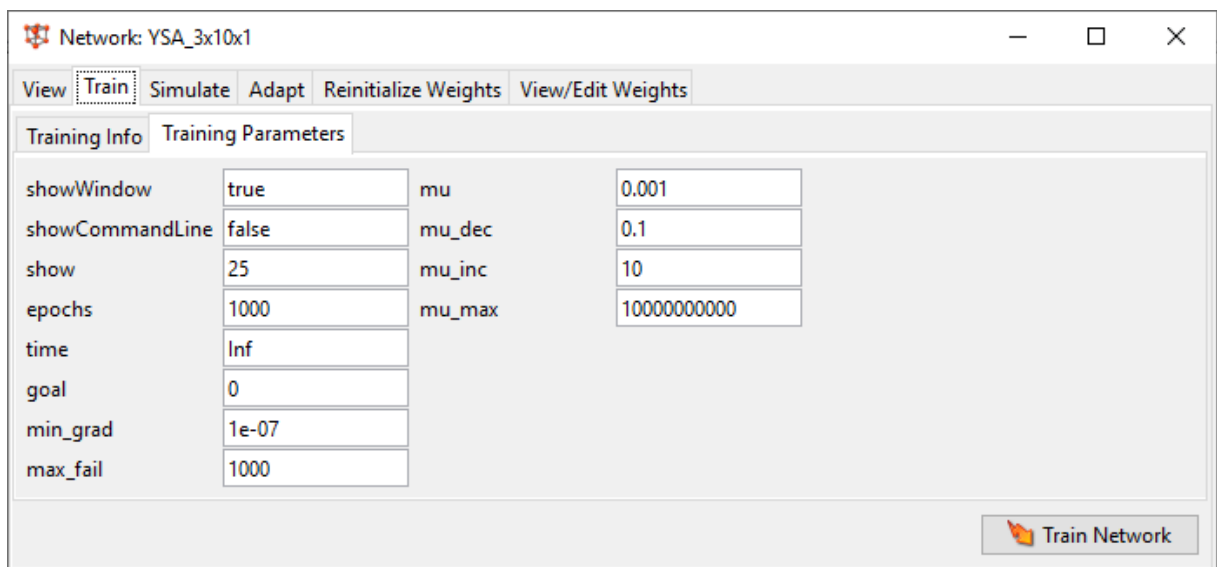 Network: YSA_3x10x1
View Train Simulate Adapt Reinitialize Weights View/Edit Weights
Training Info Training Parameters
showWindow true mu 0.001
showCommandLine false mu_dec 0.1
show 25 mu_inc 10
epochs 1000 mu_max 10000000000
time Inf
goal 0
min_grad 1e-07
max_fail 1000
Train Network